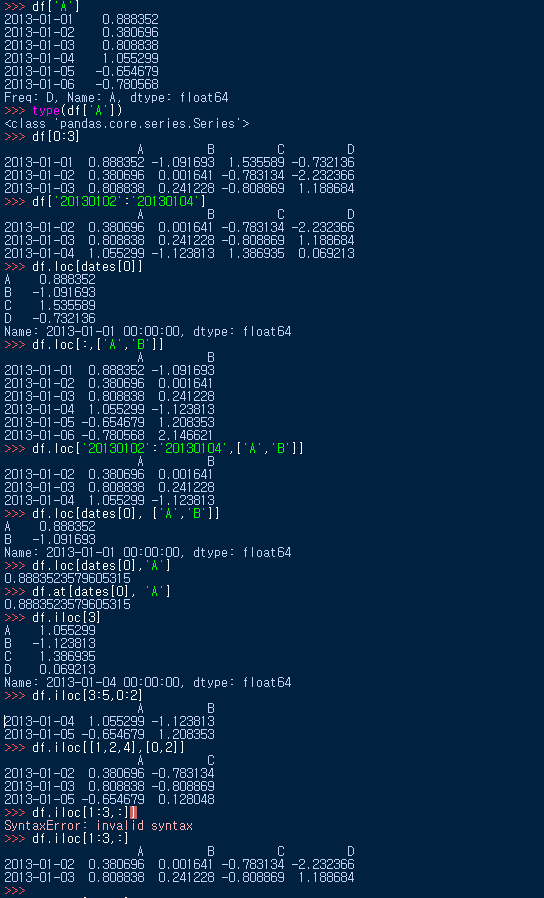 >>> df['A']
2013-01-01    0.888352
2013-01-02    0.380696
2013-01-03    0.808838
2013-01-04    1.055299
2013-01-05   -0.654679
2013-01-06   -0.780568
Freq: D, Name: A, dtype: float64
>>> type(df['A'])
<class 'pandas.core.series.Series'>
>>> df[0:3]
                   A         B         C         D
2013-01-01  0.888352 -1.091693  1.535589 -0.732136
2013-01-02  0.380696  0.001641 -0.783134 -2.232366
2013-01-03  0.808838  0.241228 -0.808869  1.188684
>>> df['20130102':'20130104']
                   A         B         C         D
2013-01-02  0.380696  0.001641 -0.783134 -2.232366
2013-01-03  0.808838  0.241228 -0.808869  1.188684
2013-01-04  1.055299 -1.123813  1.386935  0.069213
>>> df.loc[dates[0]]
A    0.888352
B   -1.091693
C    1.535589
D   -0.732136
Name: 2013-01-01 00:00:00, dtype: float64
>>> df.loc[:,['A','B']]
                   A         B
2013-01-01  0.888352 -1.091693
2013-01-02  0.380696  0.001641
2013-01-03  0.808838  0.241228
2013-01-04  1.055299 -1.123813
2013-01-05 -0.654679  1.208353
2013-01-06 -0.780568  2.146621
>>> df.loc['20130102':'20130104',['A','B']]
                   A         B
2013-01-02  0.380696  0.001641
2013-01-03  0.808838  0.241228
2013-01-04  1.055299 -1.123813
>>> df.loc[dates[0], ['A','B']]
A    0.888352
B   -1.091693
Name: 2013-01-01 00:00:00, dtype: float64
>>> df.loc[dates[0],'A']
0.8883523579605315
>>> df.at[dates[0], 'A']
0.8883523579605315
>>> df.iloc[3]
A    1.055299
B   -1.123813
C    1.386935
D    0.069213
Name: 2013-01-04 00:00:00, dtype: float64
>>> df.iloc[3:5,0:2]
                   A         B
2013-01-04  1.055299 -1.123813
2013-01-05 -0.654679  1.208353
>>> df.iloc[[1,2,4],[0,2]]
                   A         C
2013-01-02  0.380696 -0.783134
2013-01-03  0.808838 -0.808869
2013-01-05 -0.654679  0.128048
>>> df.iloc[1:3,:]]
SyntaxError: invalid syntax
>>> df.iloc[1:3,:]
                   A         B         C         D
2013-01-02  0.380696  0.001641 -0.783134 -2.232366
2013-01-03  0.808838  0.241228 -0.808869  1.188684
>>>